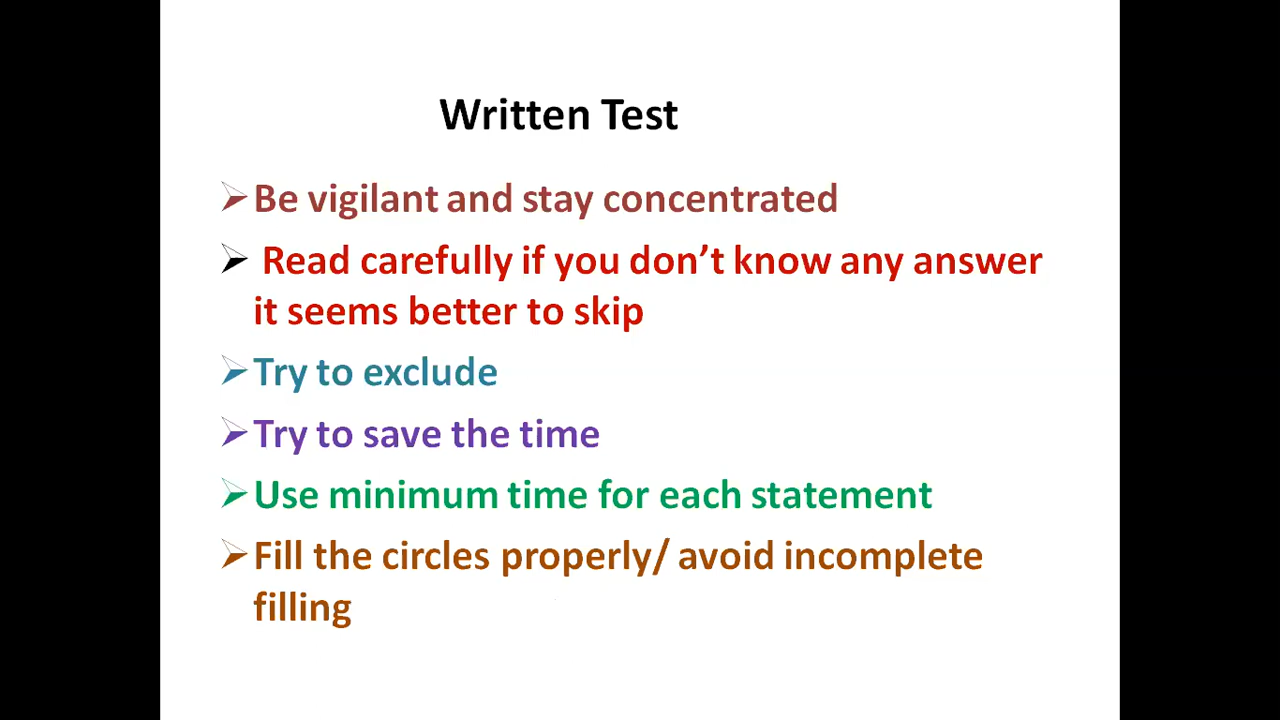 Written Test
Be vigilant and stay concentrated
Read carefully if you don’t know any answer
it seems better to skip
Try to exclude
Try to save the time
Use minimum time for each statement
Fill the circles properly/ avoid incomplete
filling